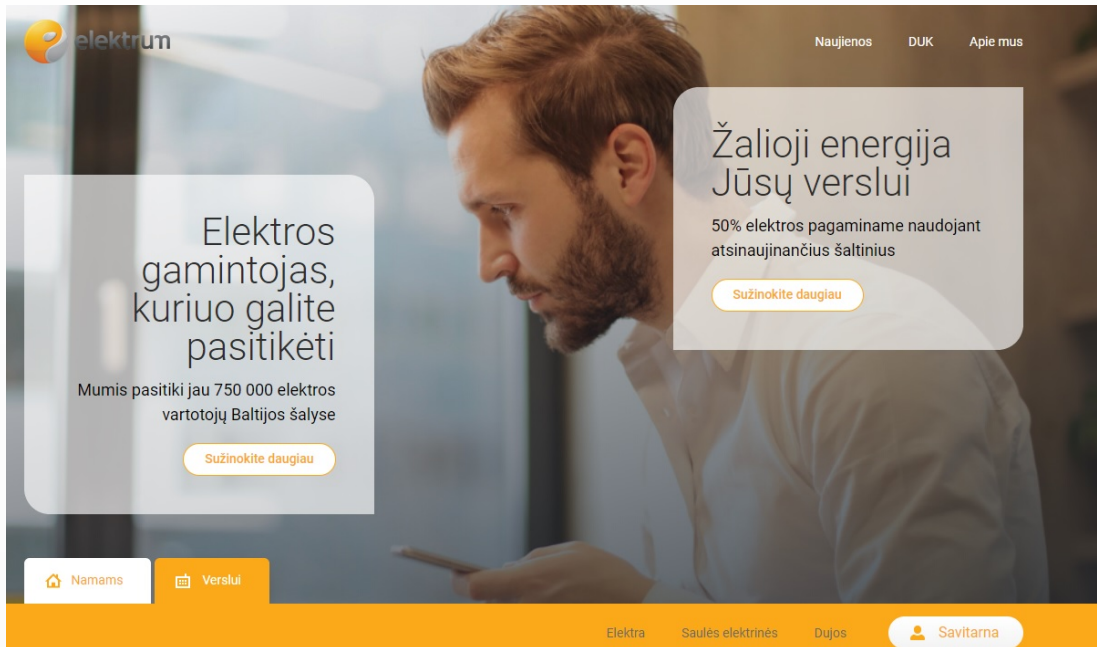 elektrum
Naujienos DUK Apie mus
Elektros
gamintojas,
kuriuo galite
pasitikėti
Mumis pasitiki jau 750 000 elektros
vartotojų Baltijos šalyse
Sužinokite daugiau
Žalioji energija
Jūsų verslui
50% elektros pagaminame naudojant
atsinaujinančius šaltinius
Sužinokite daugiau
Namams Verslui
Elektra Saulės elektrinės Dujos Savitarna